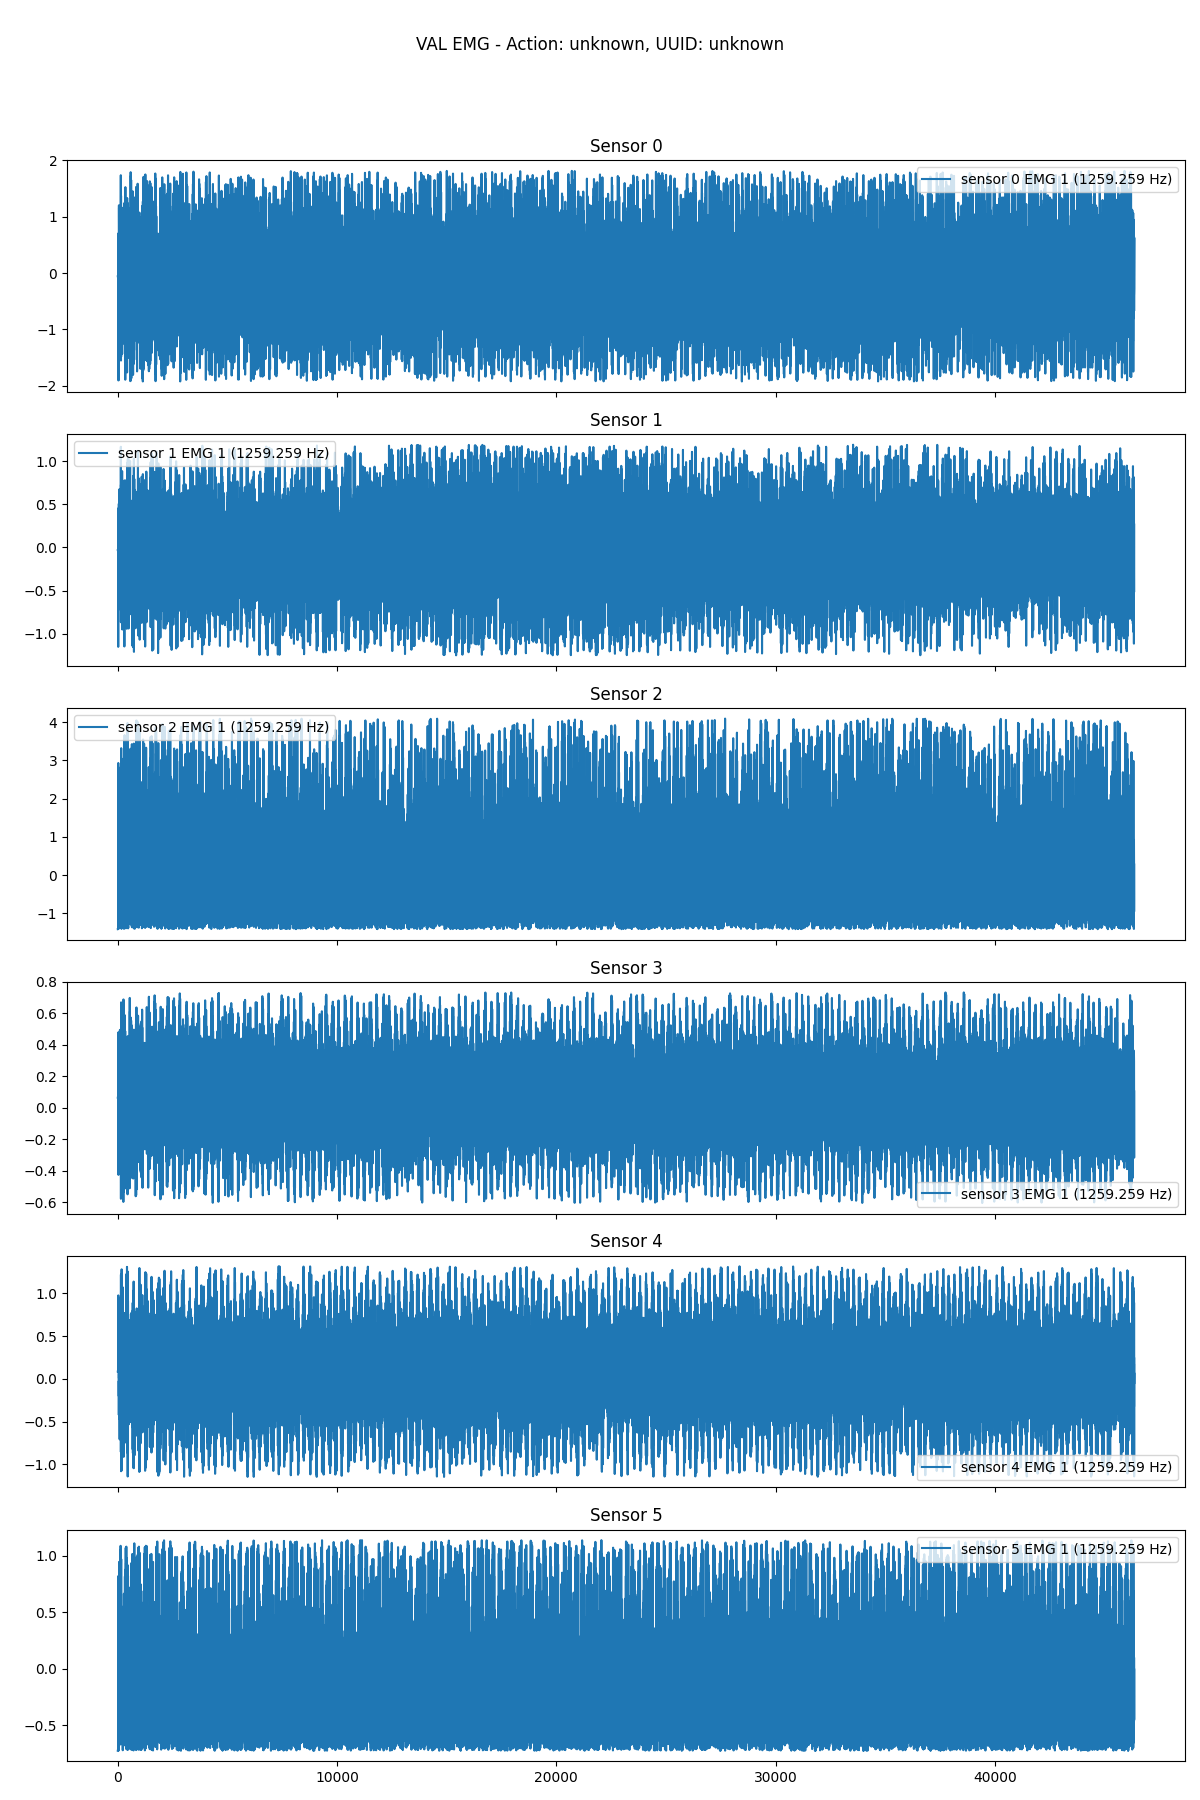 VAL EMG - Action: unknown, UUID: unknown
Sensor 0
2
1
0
−1
−2
sensor 0 EMG 1 (1259.259 Hz)
Sensor 1
1.0
0.5
0.0
−0.5
−1.0
sensor 1 EMG 1 (1259.259 Hz)
Sensor 2
4
3
2
1
0
−1
sensor 2 EMG 1 (1259.259 Hz)
Sensor 3
0.8
0.6
0.4
0.2
0.0
−0.2
−0.4
−0.6
sensor 3 EMG 1 (1259.259 Hz)
Sensor 4
1.0
0.5
0.0
−0.5
−1.0
sensor 4 EMG 1 (1259.259 Hz)
Sensor 5
1.0
0.5
0.0
−0.5
sensor 5 EMG 1 (1259.259 Hz)
0 10000 20000 30000 40000